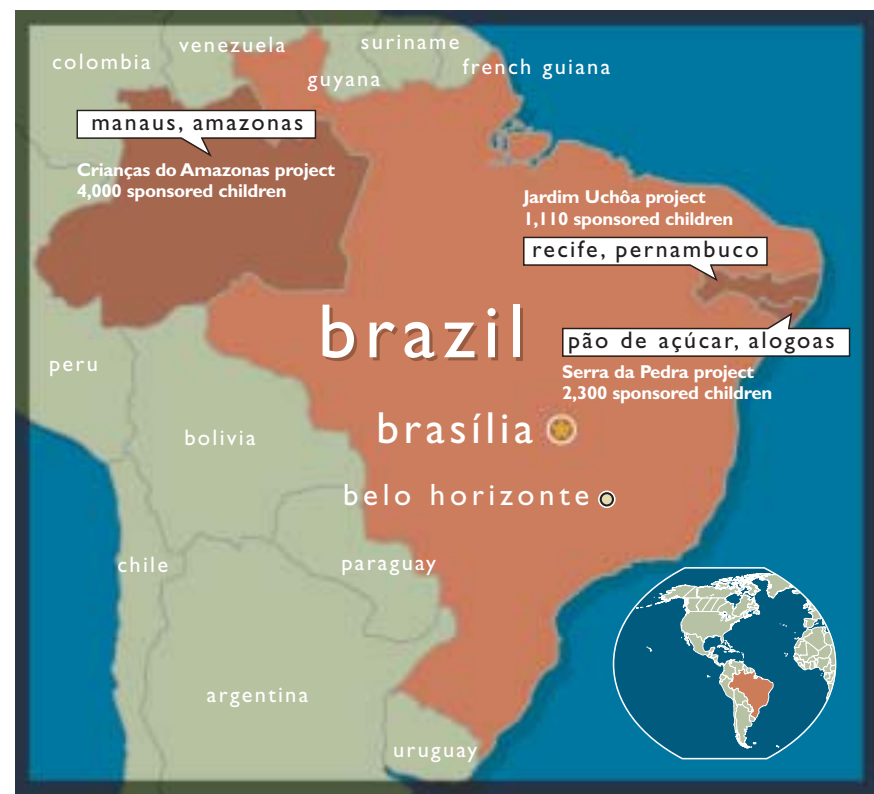 venezuela
suriname
colombia
french guiana
guyana
manaus, amazonas
Crianças do Amazonas project
4,000 sponsored children
Jardim Uchôa project
1,110 sponsored children
recife, pernambuco
brazil
pão de açúcar, alogoas
Serra da Pedra project
2,300 sponsored children
peru
brasília
bolivia
belo horizonte
chile
paraguay
argentina
uruguay